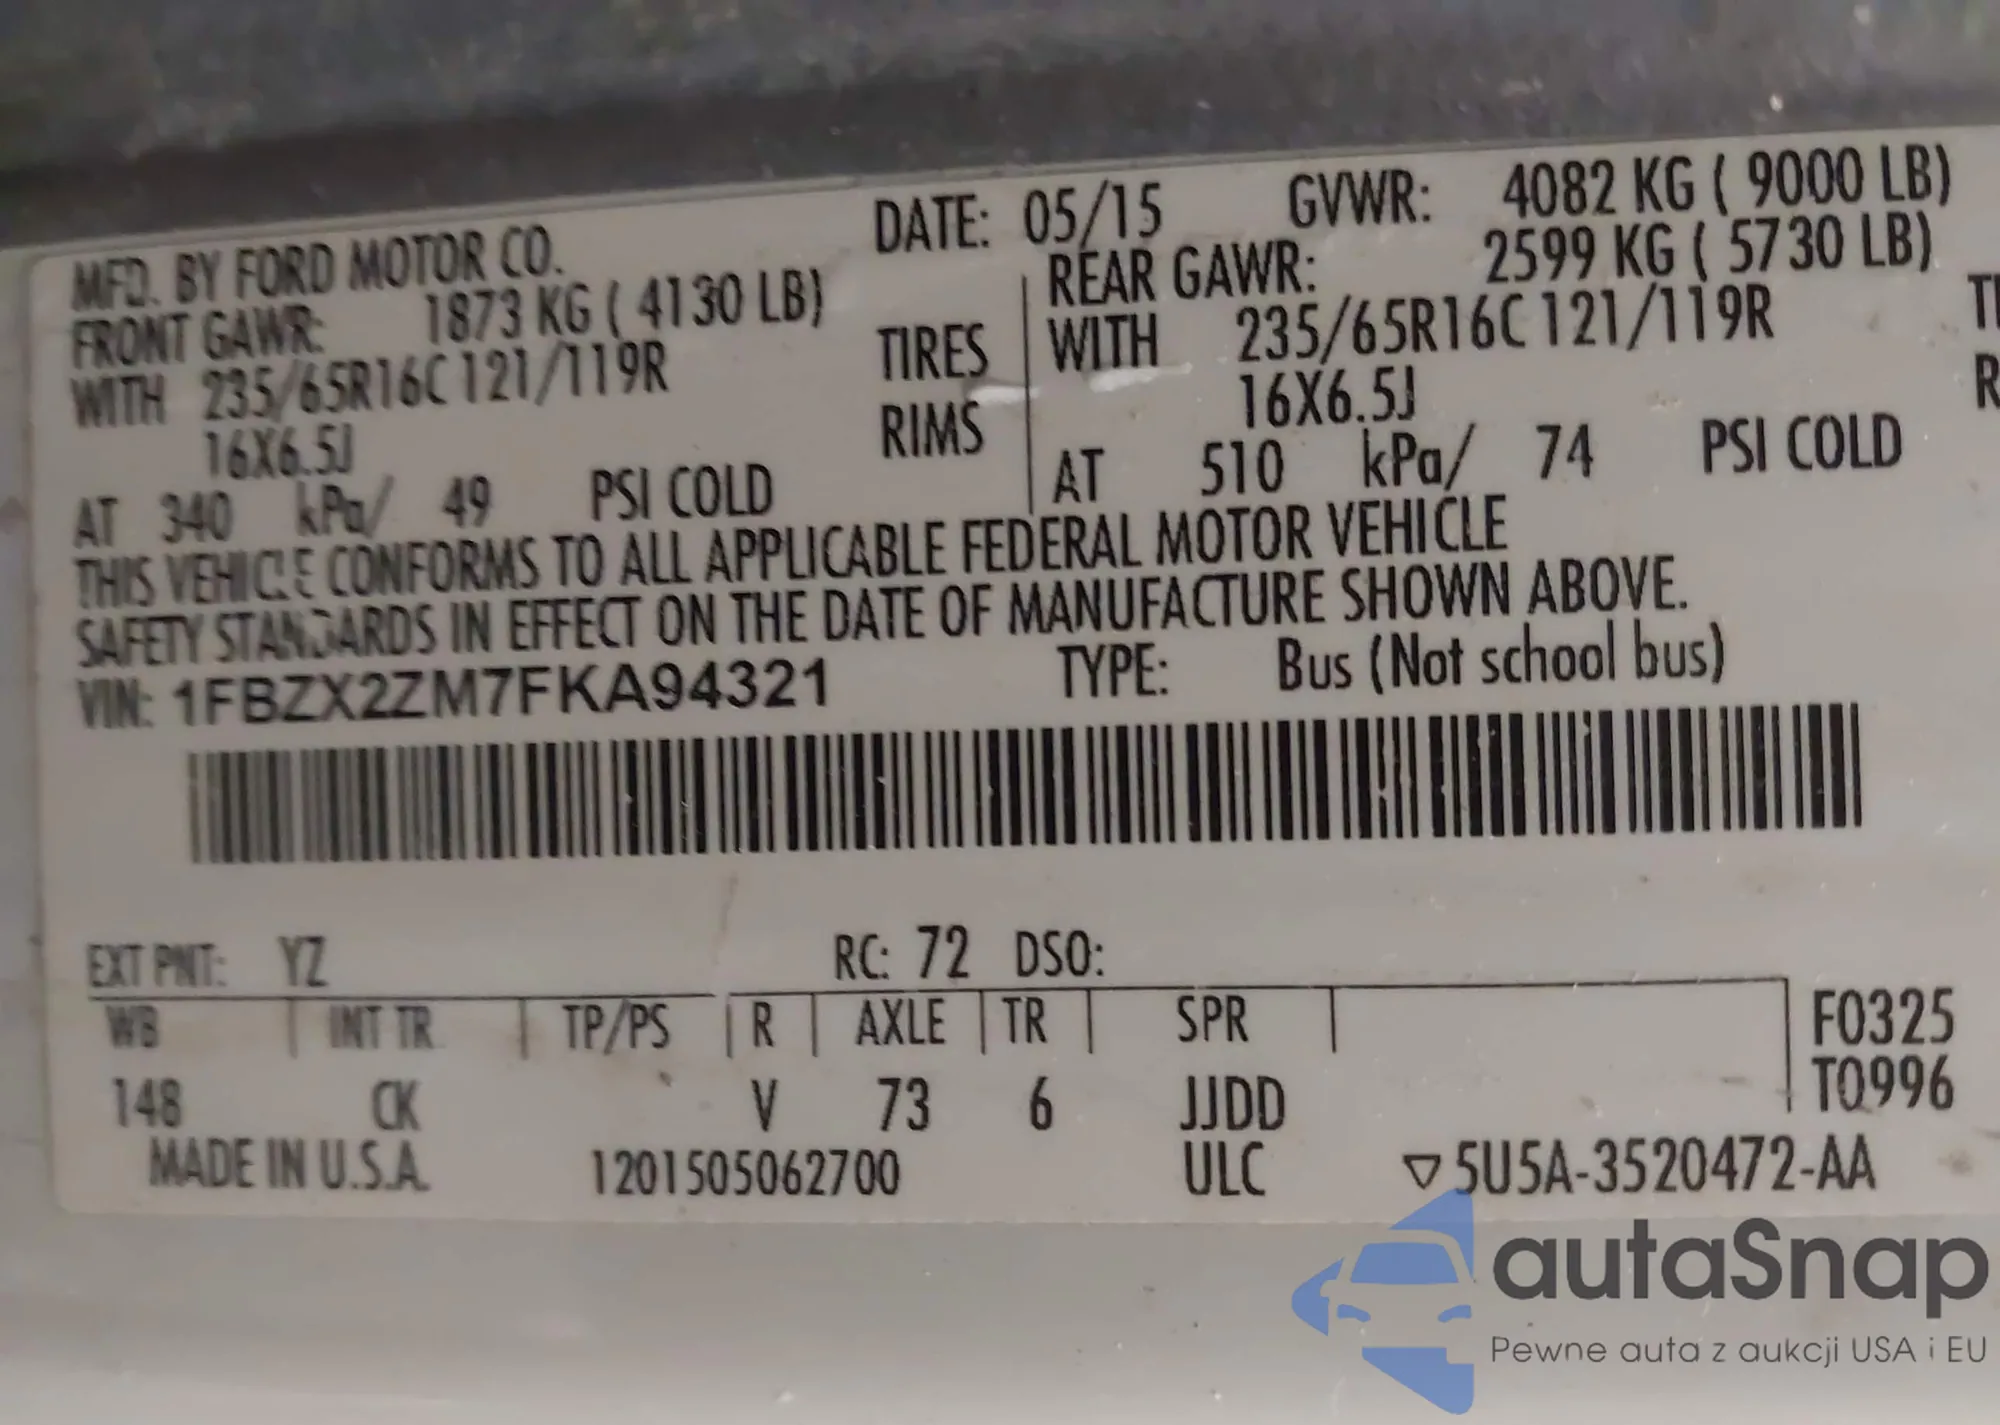 MFD. BY FORD MOTOR CO. DATE: 05/15 GVWR: 4082 KG ( 9000 LB)
FRONT GAWR: 1873 KG ( 4130 LB) REAR GAWR: 2599 KG ( 5730 LB)
WITH 235/65R16C 121/119R TIRES WITH 235/65R16C 121/119R
16X6.5J RIMS 16X6.5J
AT 340 kPa/ 49 PSI COLD AT 510 kPa/ 74 PSI COLD
THIS VEHICLE CONFORMS TO ALL APPLICABLE FEDERAL MOTOR VEHICLE
SAFETY STANDARDS IN EFFECT ON THE DATE OF MANUFACTURE SHOWN ABOVE.
VIN: 1FBZX2ZM7FKA94321 TYPE: Bus (Not school bus)
EXT PNT: YZ RC: 72 DSO:
WB INT TR TP/PS R AXLE TR SPR F0325
T0996
148 CK V 73 6 JJDD
MADE IN U.S.A. 1201505062700 ULC ▽5U5A-3520472-AA
autaSnap
Pewne auta z aukcji USA i EU